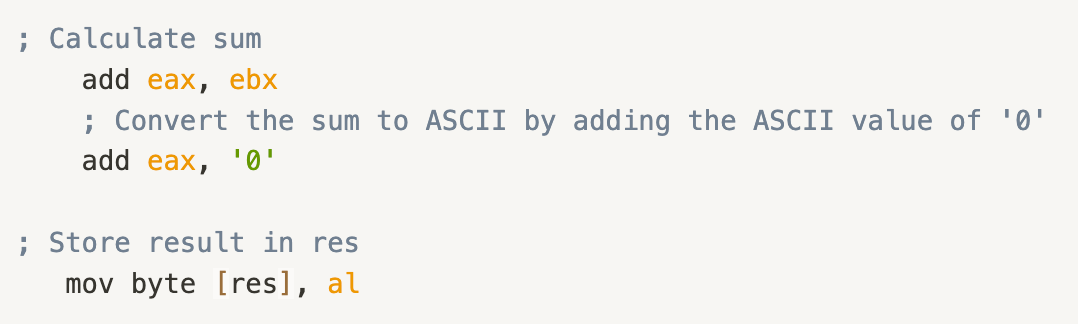 ; Calculate sum
    add eax, ebx
    ; Convert the sum to ASCII by adding the ASCII value of '0'
    add eax, '0'

; Store result in res
   mov byte [res], al